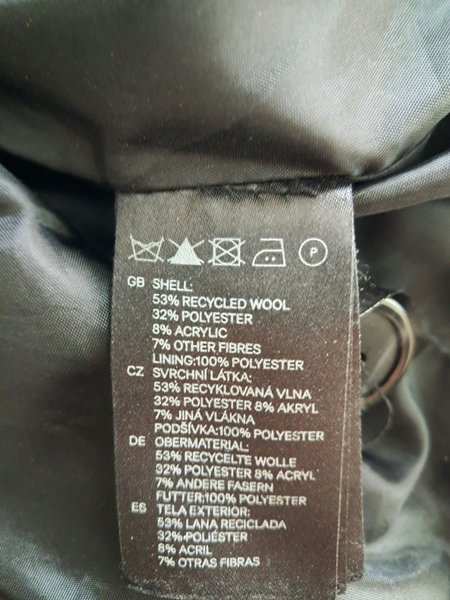 P
GB SHELL:
53% RECYCLED WOOL
32% POLYESTER
8% ACRYLIC
7% OTHER FIBRES
LINING:100% POLYESTER
CZ SVRCHNÍ LÁTKA:
53% RECYKLOVANÁ VLNA
32% POLYESTER 8% AKRYL
7% JINÁ VLÁKNA
PODŠÍVKA:100% POLYESTER
DE OBERMATERIAL:
53% RECYCELTE WOLLE
32% POLYESTER 8% ACRYL
7% ANDERE FASERN
FUTTER:100% POLYESTER
ES TELA EXTERIOR:
53% LANA RECICLADA
32% POLIÉSTER
8% ACRIL
7% OTRAS FIBRAS